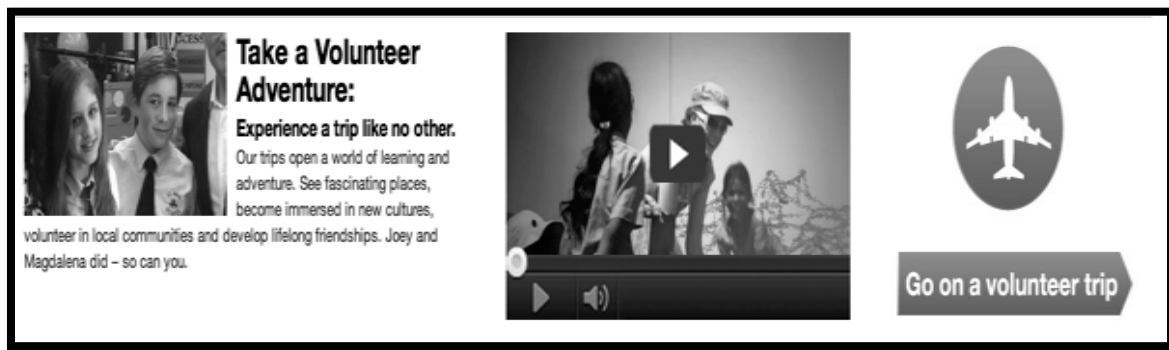 Take a Volunteer
Adventure:
Experience a trip like no other.
Our trips open a world of learning and
adventure. See fascinating places,
become immersed in new cultures,
volunteer in local communities and develop lifelong friendships. Joey and
Magdalena did – so can you.
Go on a volunteer trip